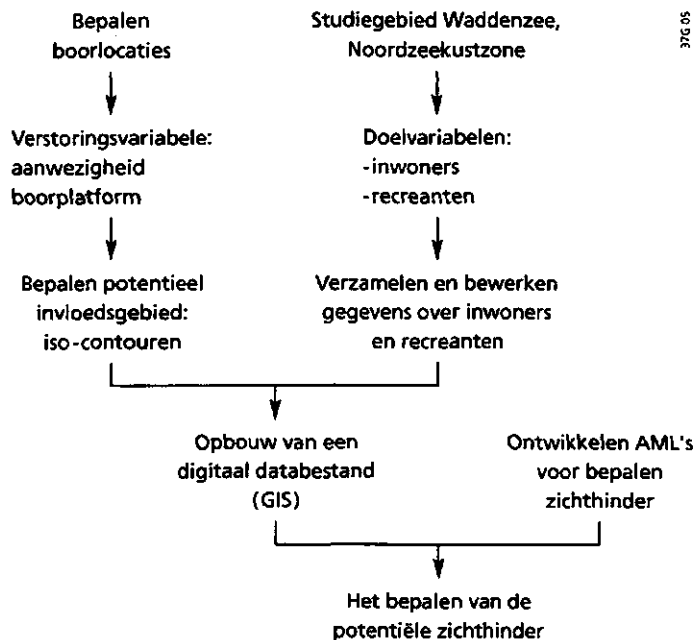 Bepalen
boorlocaties
Studiegebied Waddenzee,
Noordzeekustzone
37G 05
Verstoringsvariabele:
aanwezigheid
boorplatform
Doelvariabelen:
-inwoners
-recreanten
Bepalen potentieel
invloedsgebied:
iso-contouren
Verzamelen en bewerken
gegevens over inwoners
en recreanten
Opbouw van een
digitaal databestand
(GIS)
Ontwikkelen AML's
voor bepalen
zichthinder
Het bepalen van de
potentiële zichthinder